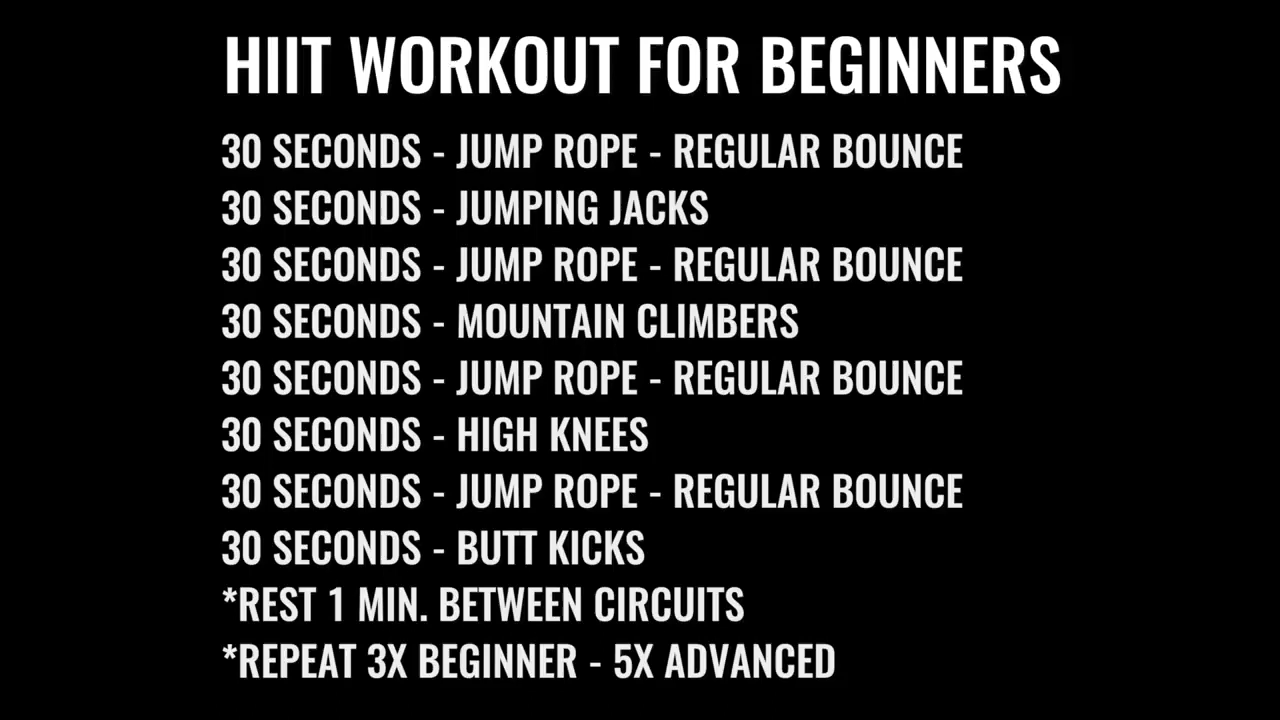 HIIT WORKOUT FOR BEGINNERS
30 SECONDS - JUMP ROPE - REGULAR BOUNCE
30 SECONDS - JUMPING JACKS
30 SECONDS - JUMP ROPE - REGULAR BOUNCE
30 SECONDS - MOUNTAIN CLIMBERS
30 SECONDS - JUMP ROPE - REGULAR BOUNCE
30 SECONDS - HIGH KNEES
30 SECONDS - JUMP ROPE - REGULAR BOUNCE
30 SECONDS - BUTT KICKS
*REST 1 MIN. BETWEEN CIRCUITS
*REPEAT 3X BEGINNER - 5X ADVANCED